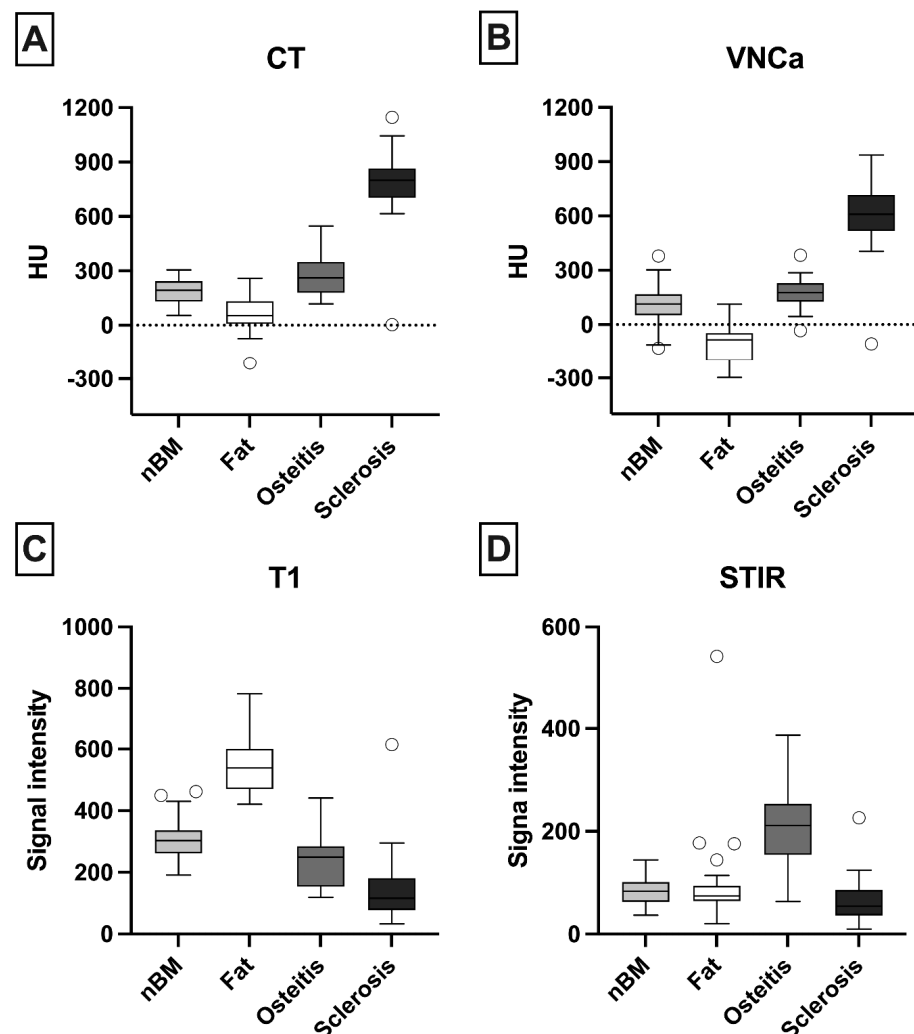 A
CT
HU
1200
900
600
300
0
-300
nBM
Fat
Osteitis
Sclerosis
B
VNCa
HU
1200
900
600
300
0
-300
nBM
Fat
Osteitis
Sclerosis
C
T1
Signal intensity
1000
800
600
400
200
0
nBM
Fat
Osteitis
Sclerosis
D
STIR
Signa intensity
600
400
200
0
nBM
Fat
Osteitis
Sclerosis